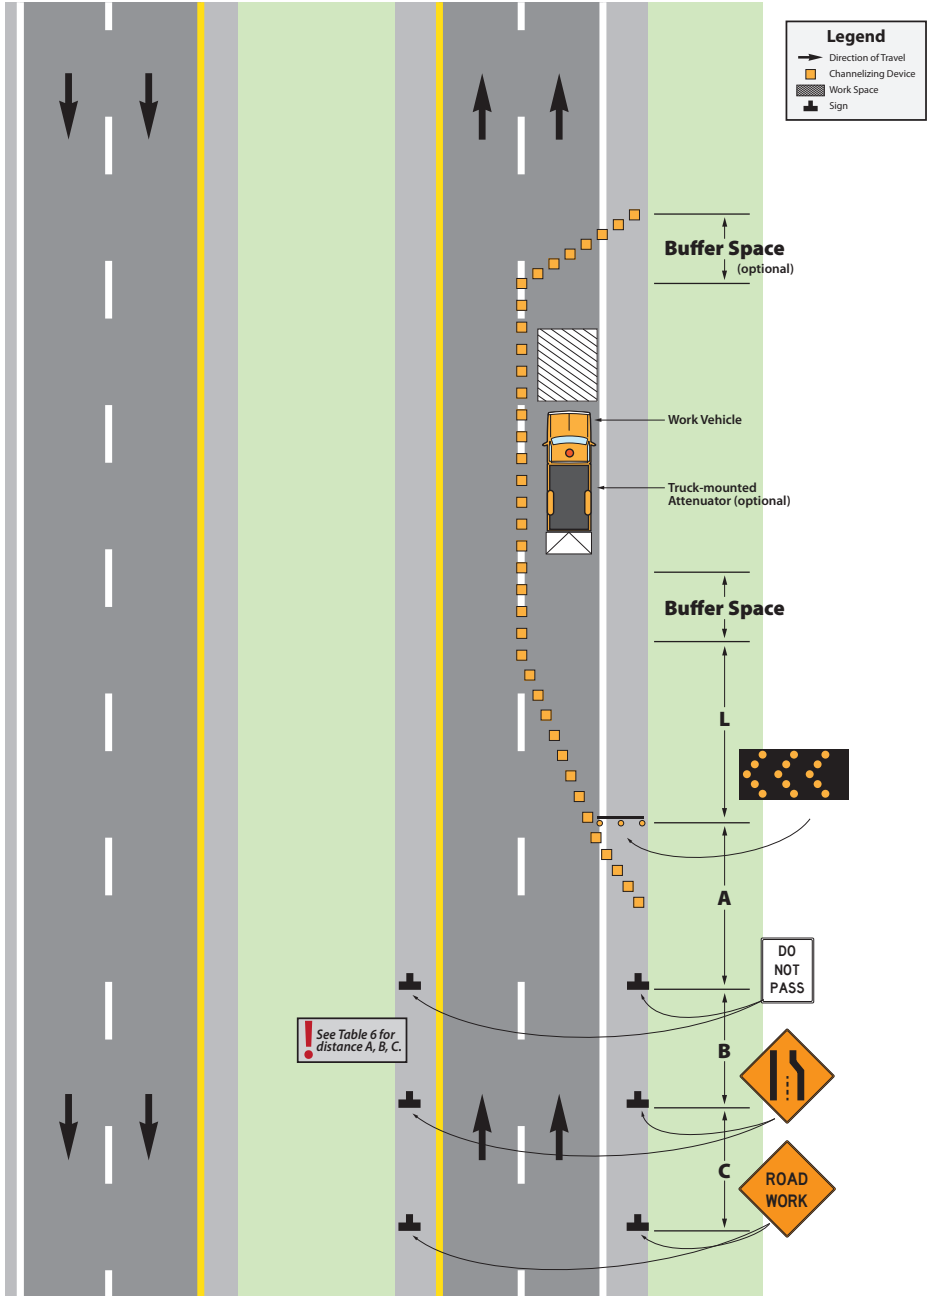 Legend
Direction of Travel
Channelizing Device
Work Space
Sign
Buffer Space
(optional)
Work Vehicle
Truck-mounted
Attenuator (optional)
Buffer Space
L
A
DO
NOT
PASS
See Table 6 for
distance A, B, C.
B
C
ROAD
WORK